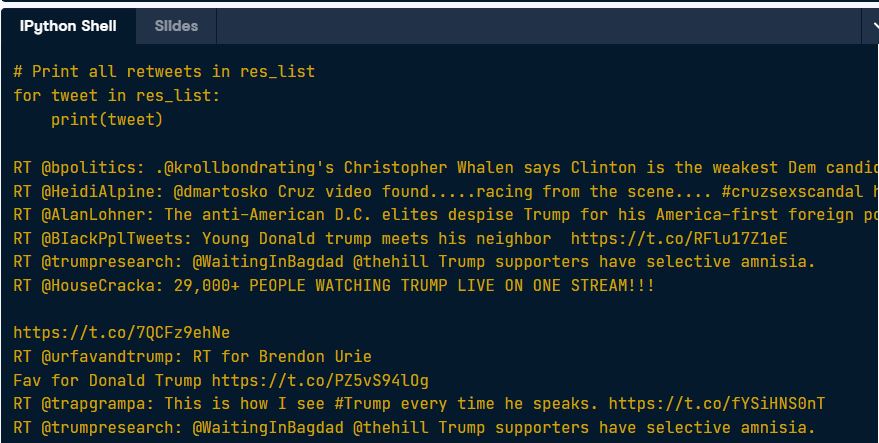 IPython Shell
Slides
# Print all retweets in res_list
for tweet in res_list:
    print(tweet)
RT @bpolitics: .@krollbondrating's Christopher Whalen says Clinton is the weakest Dem candid
RT @HeidiAlpine: @dmartosko Cruz video found.....racing from the scene.... #cruzsexscandal h
RT @AlanLohner: The anti-American D.C. elites despise Trump for his America-first foreign po
RT @BIackPplTweets: Young Donald trump meets his neighbor  https://t.co/RFlu17Z1eE
RT @trumpresearch: @WaitingInBagdad @thehill Trump supporters have selective amnisia.
RT @HouseCracka: 29,000+ PEOPLE WATCHING TRUMP LIVE ON ONE STREAM!!!
https://t.co/7QCFz9ehNe
RT @urfavandtrump: RT for Brendon Urie
Fav for Donald Trump https://t.co/PZ5vS94lOg
RT @trapgrampa: This is how I see #Trump every time he speaks. https://t.co/fYSiHNS0nT
RT @trumpresearch: @WaitingInBagdad @thehill Trump supporters have selective amnisia.